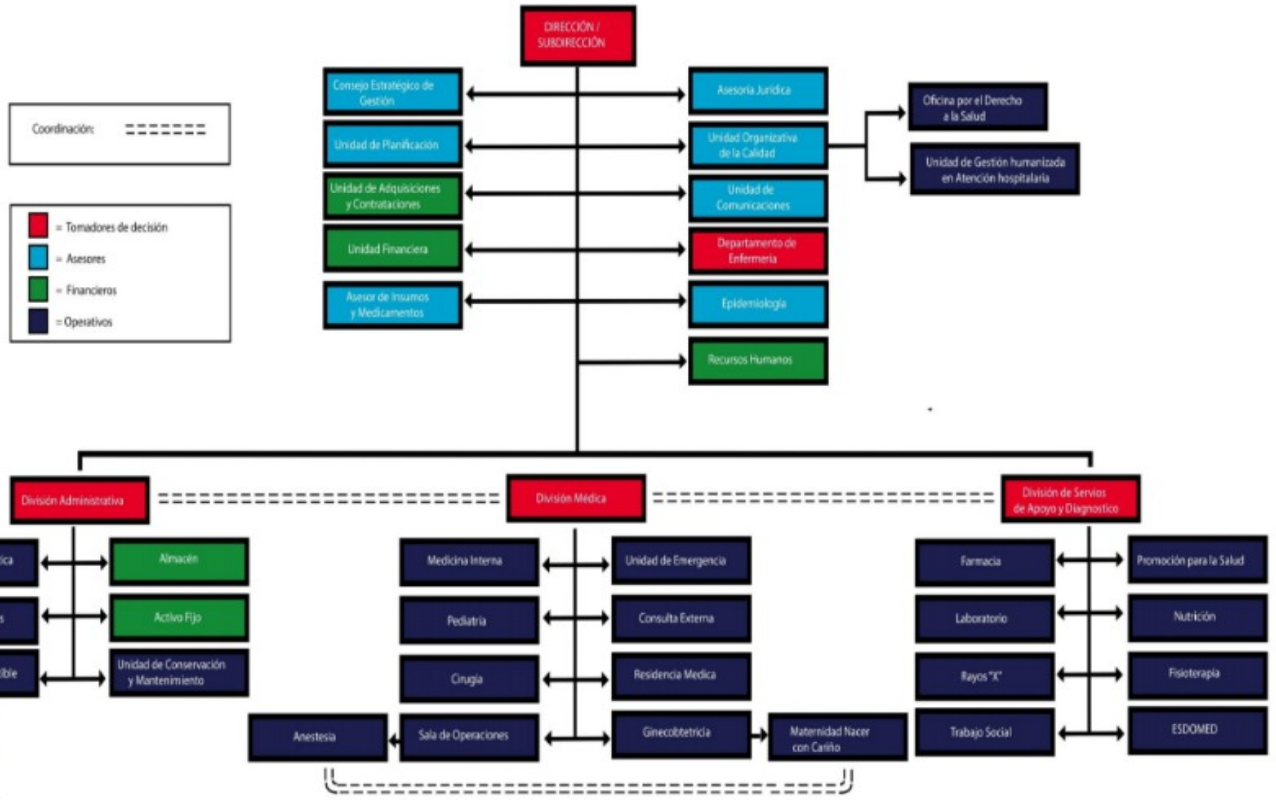 DIRECCIÓN /
SUBDIRECCIÓN
Consejo Estratégico de
Gestión
Asesoría Jurídica
Oficina por el Derecho
a la Salud
Coordinación:
Unidad de Planificación
Unidad Organizativa
de la Calidad
Unidad de Gestión humanizada
en Atención hospitalaria
Unidad de Adquisiciones
y Contrataciones
Unidad de
Comunicaciones
= Tomadores de decisión
= Asesores
= Financieros
= Operativos
Unidad Financiera
Departamento de
Enfermería
Asesor de Insumos
y Medicamentos
Epidemiología
Recursos Humanos
División Administrativa
División Médica
División de Servios
de Apoyo y Diagnostico
tica
Almacén
s
Activo Fijo
tible
Unidad de Conservación
y Mantenimiento
Medicina Interna
Unidad de Emergencia
Pediatría
Consulta Externa
Cirugía
Residencia Medica
Anestesia
Sala de Operaciones
Ginecobtetricia
Maternidad Nacer
con Cariño
Farmacia
Promoción para la Salud
Laboratorio
Nutrición
Rayos "X"
Fisioterapia
Trabajo Social
ESDOMED